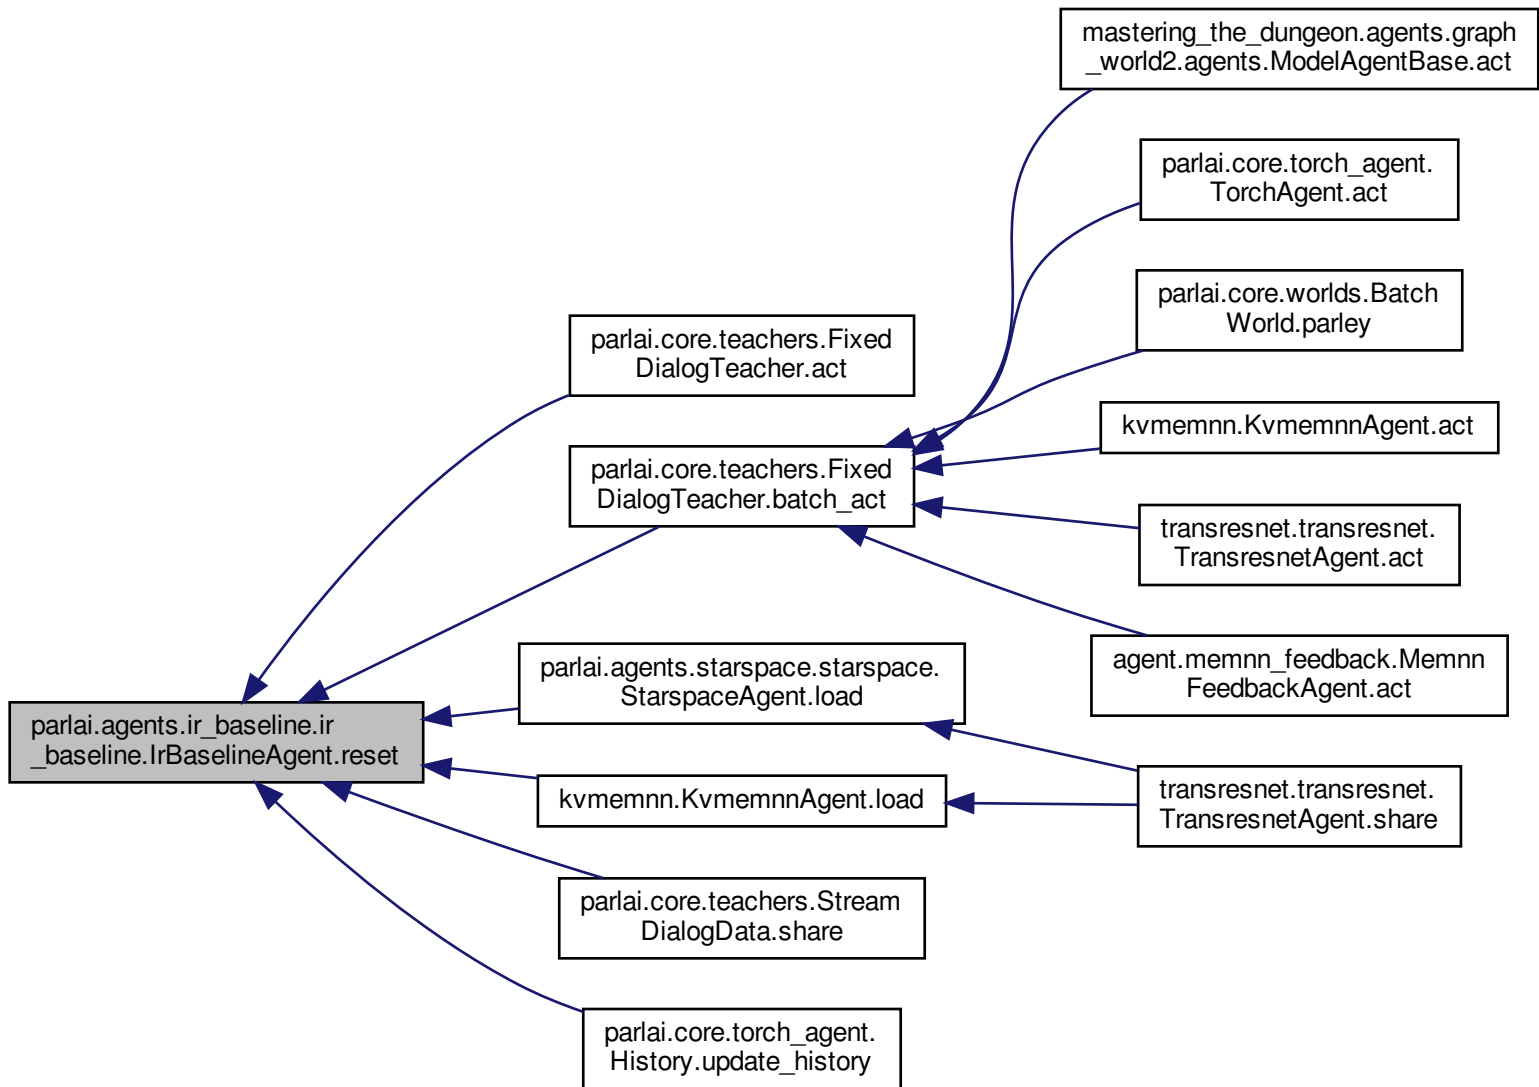 mastering_the_dungeon.agents.graph
_world2.agents.ModelAgentBase.act
parlai.core.torch_agent.
TorchAgent.act
parlai.core.worlds.Batch
World.parley
parlai.core.teachers.Fixed
DialogTeacher.act
kvmemnn.KvmemnnAgent.act
parlai.core.teachers.Fixed
DialogTeacher.batch_act
transresnet.transresnet.
TransresnetAgent.act
agent.memnn_feedback.Memnn
FeedbackAgent.act
parlai.agents.starspace.starspace.
StarspaceAgent.load
parlai.agents.ir_baseline.ir
_baseline.IrBaselineAgent.reset
kvmemnn.KvmemnnAgent.load
transresnet.transresnet.
TransresnetAgent.share
parlai.core.teachers.Stream
DialogData.share
parlai.core.torch_agent.
History.update_history